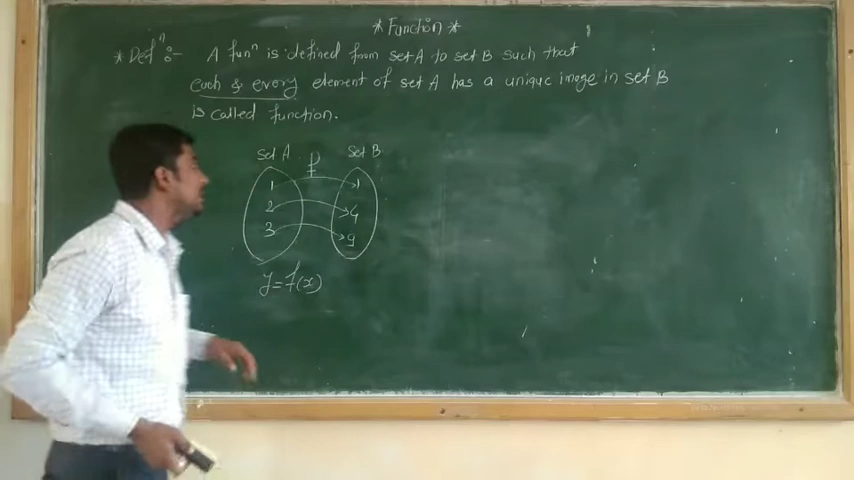 * Function *
* Defⁿ :- A funⁿ is defined from set A to set B such that
each & every element of set A has a unique image in set B
is called function.
Set A f Set B
1 1
2 4
3 9
y = f(x)